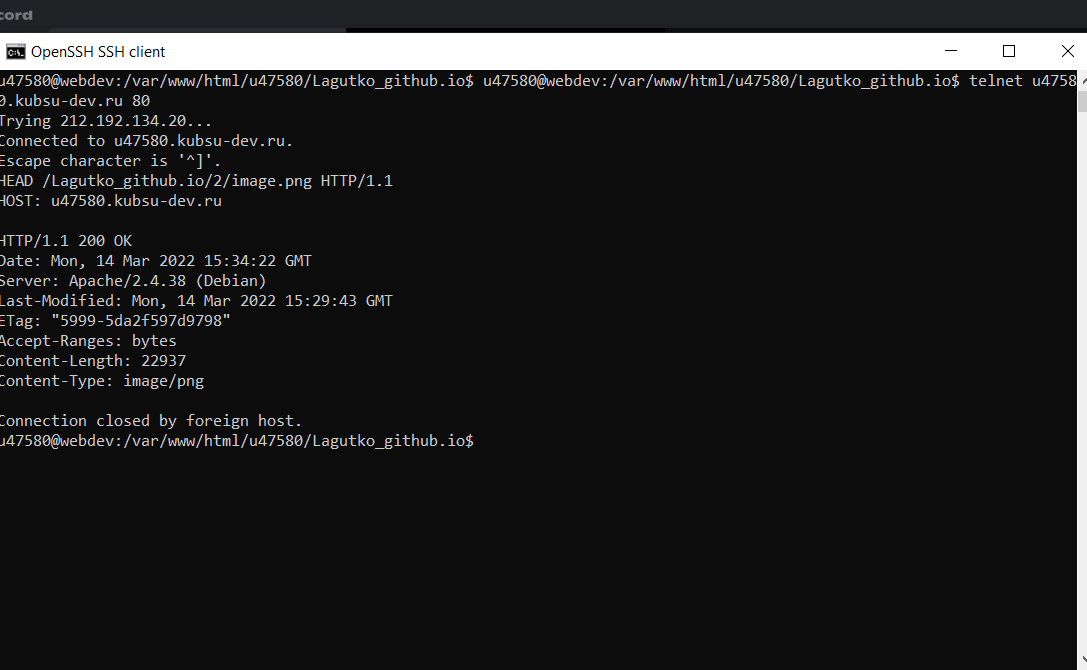 cord
OpenSSH SSH client
u47580@webdev:/var/www/html/u47580/Lagutko_github.io$ u47580@webdev:/var/www/html/u47580/Lagutko_github.io$ telnet u4758
0.kubsu-dev.ru 80
Trying 212.192.134.20...
Connected to u47580.kubsu-dev.ru.
Escape character is '^]'.
HEAD /Lagutko_github.io/2/image.png HTTP/1.1
HOST: u47580.kubsu-dev.ru
HTTP/1.1 200 OK
Date: Mon, 14 Mar 2022 15:34:22 GMT
Server: Apache/2.4.38 (Debian)
Last-Modified: Mon, 14 Mar 2022 15:29:43 GMT
ETag: "5999-5da2f597d9798"
Accept-Ranges: bytes
Content-Length: 22937
Content-Type: image/png
Connection closed by foreign host.
u47580@webdev:/var/www/html/u47580/Lagutko_github.io$